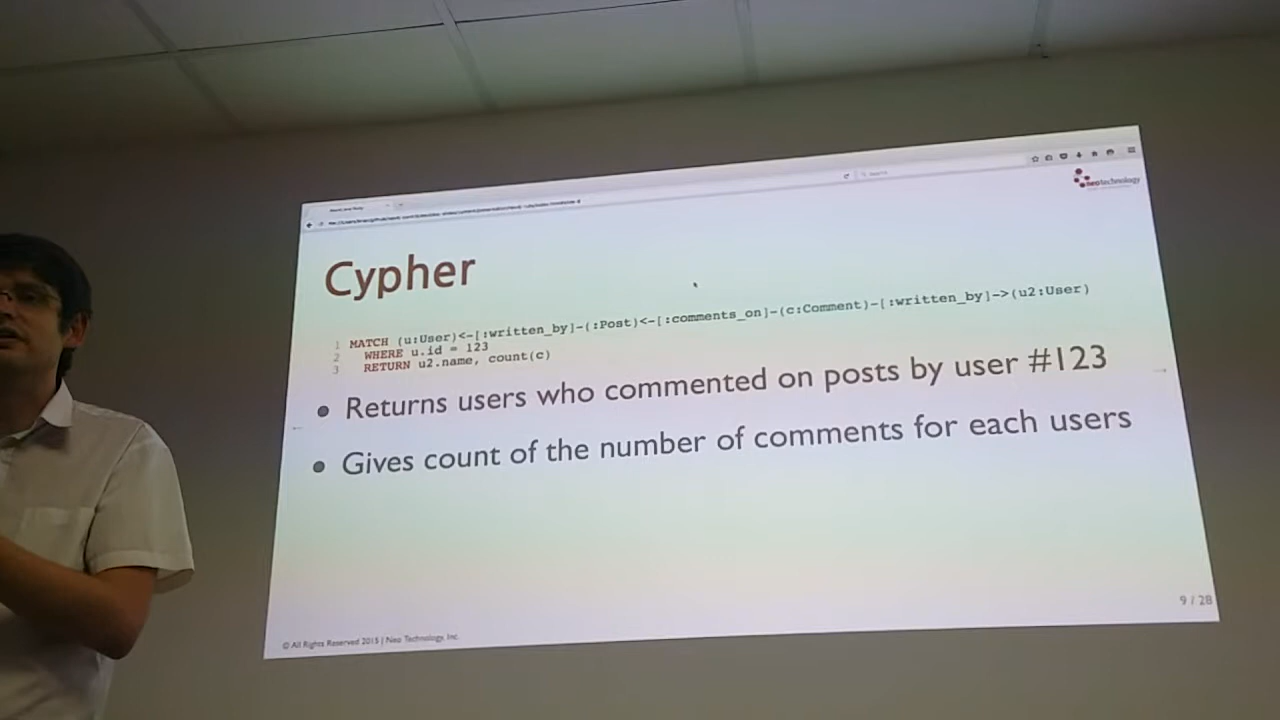 Search
neotechnology
Cypher
1 MATCH (u:User)<-[:written_by]-(:Post)<-[:comments_on]-(c:Comment)-[:written_by]->(u2:User)
2 WHERE u.id = 123
3 RETURN u2.name, count(c)
• Returns users who commented on posts by user #123
• Gives count of the number of comments for each users
9 / 28
© All Rights Reserved 2015 | Neo Technology, Inc.